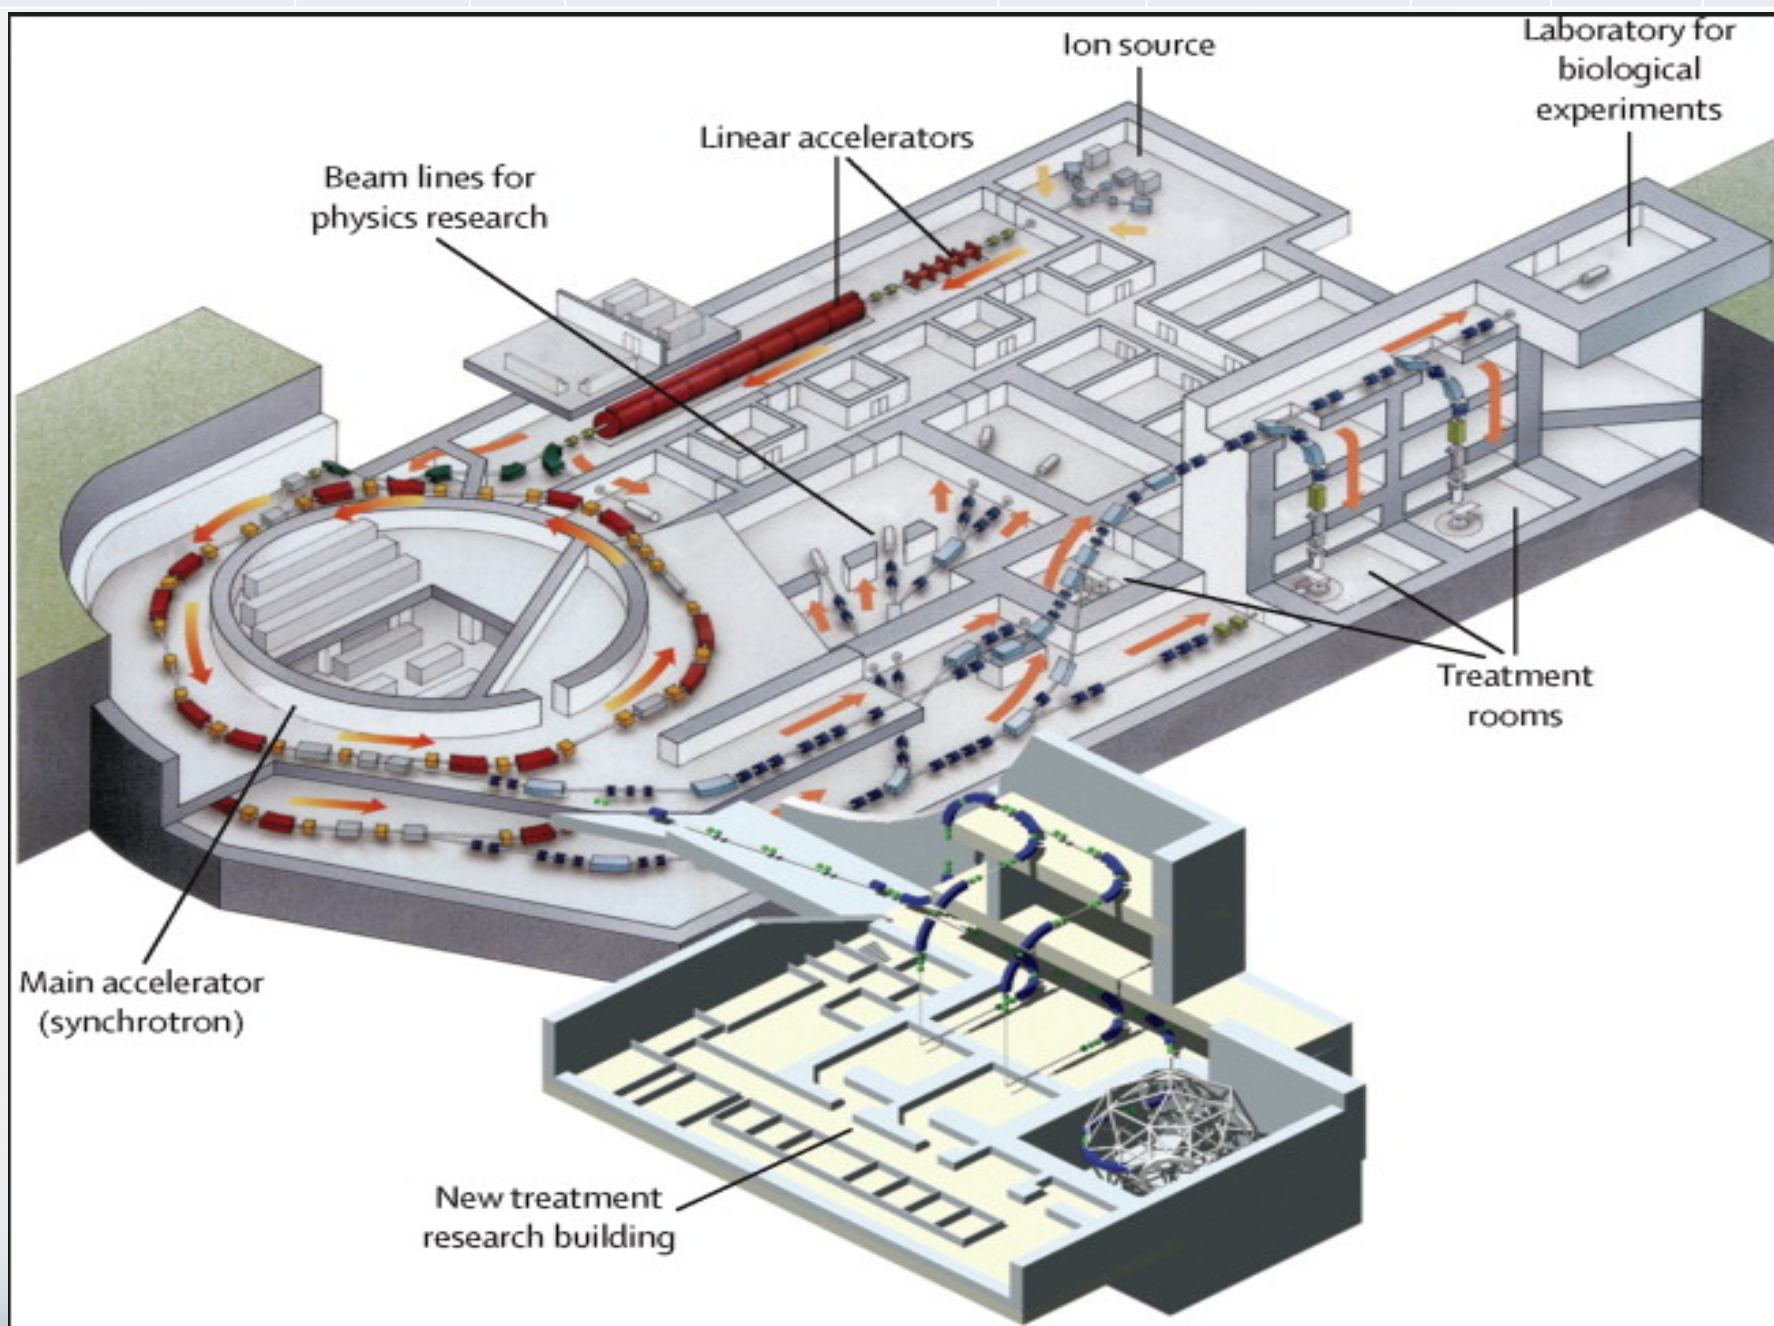 Ion source
Laboratory for
biological
experiments
Linear accelerators
Beam lines for
physics research
Treatment
rooms
Main accelerator
(synchrotron)
New treatment
research building